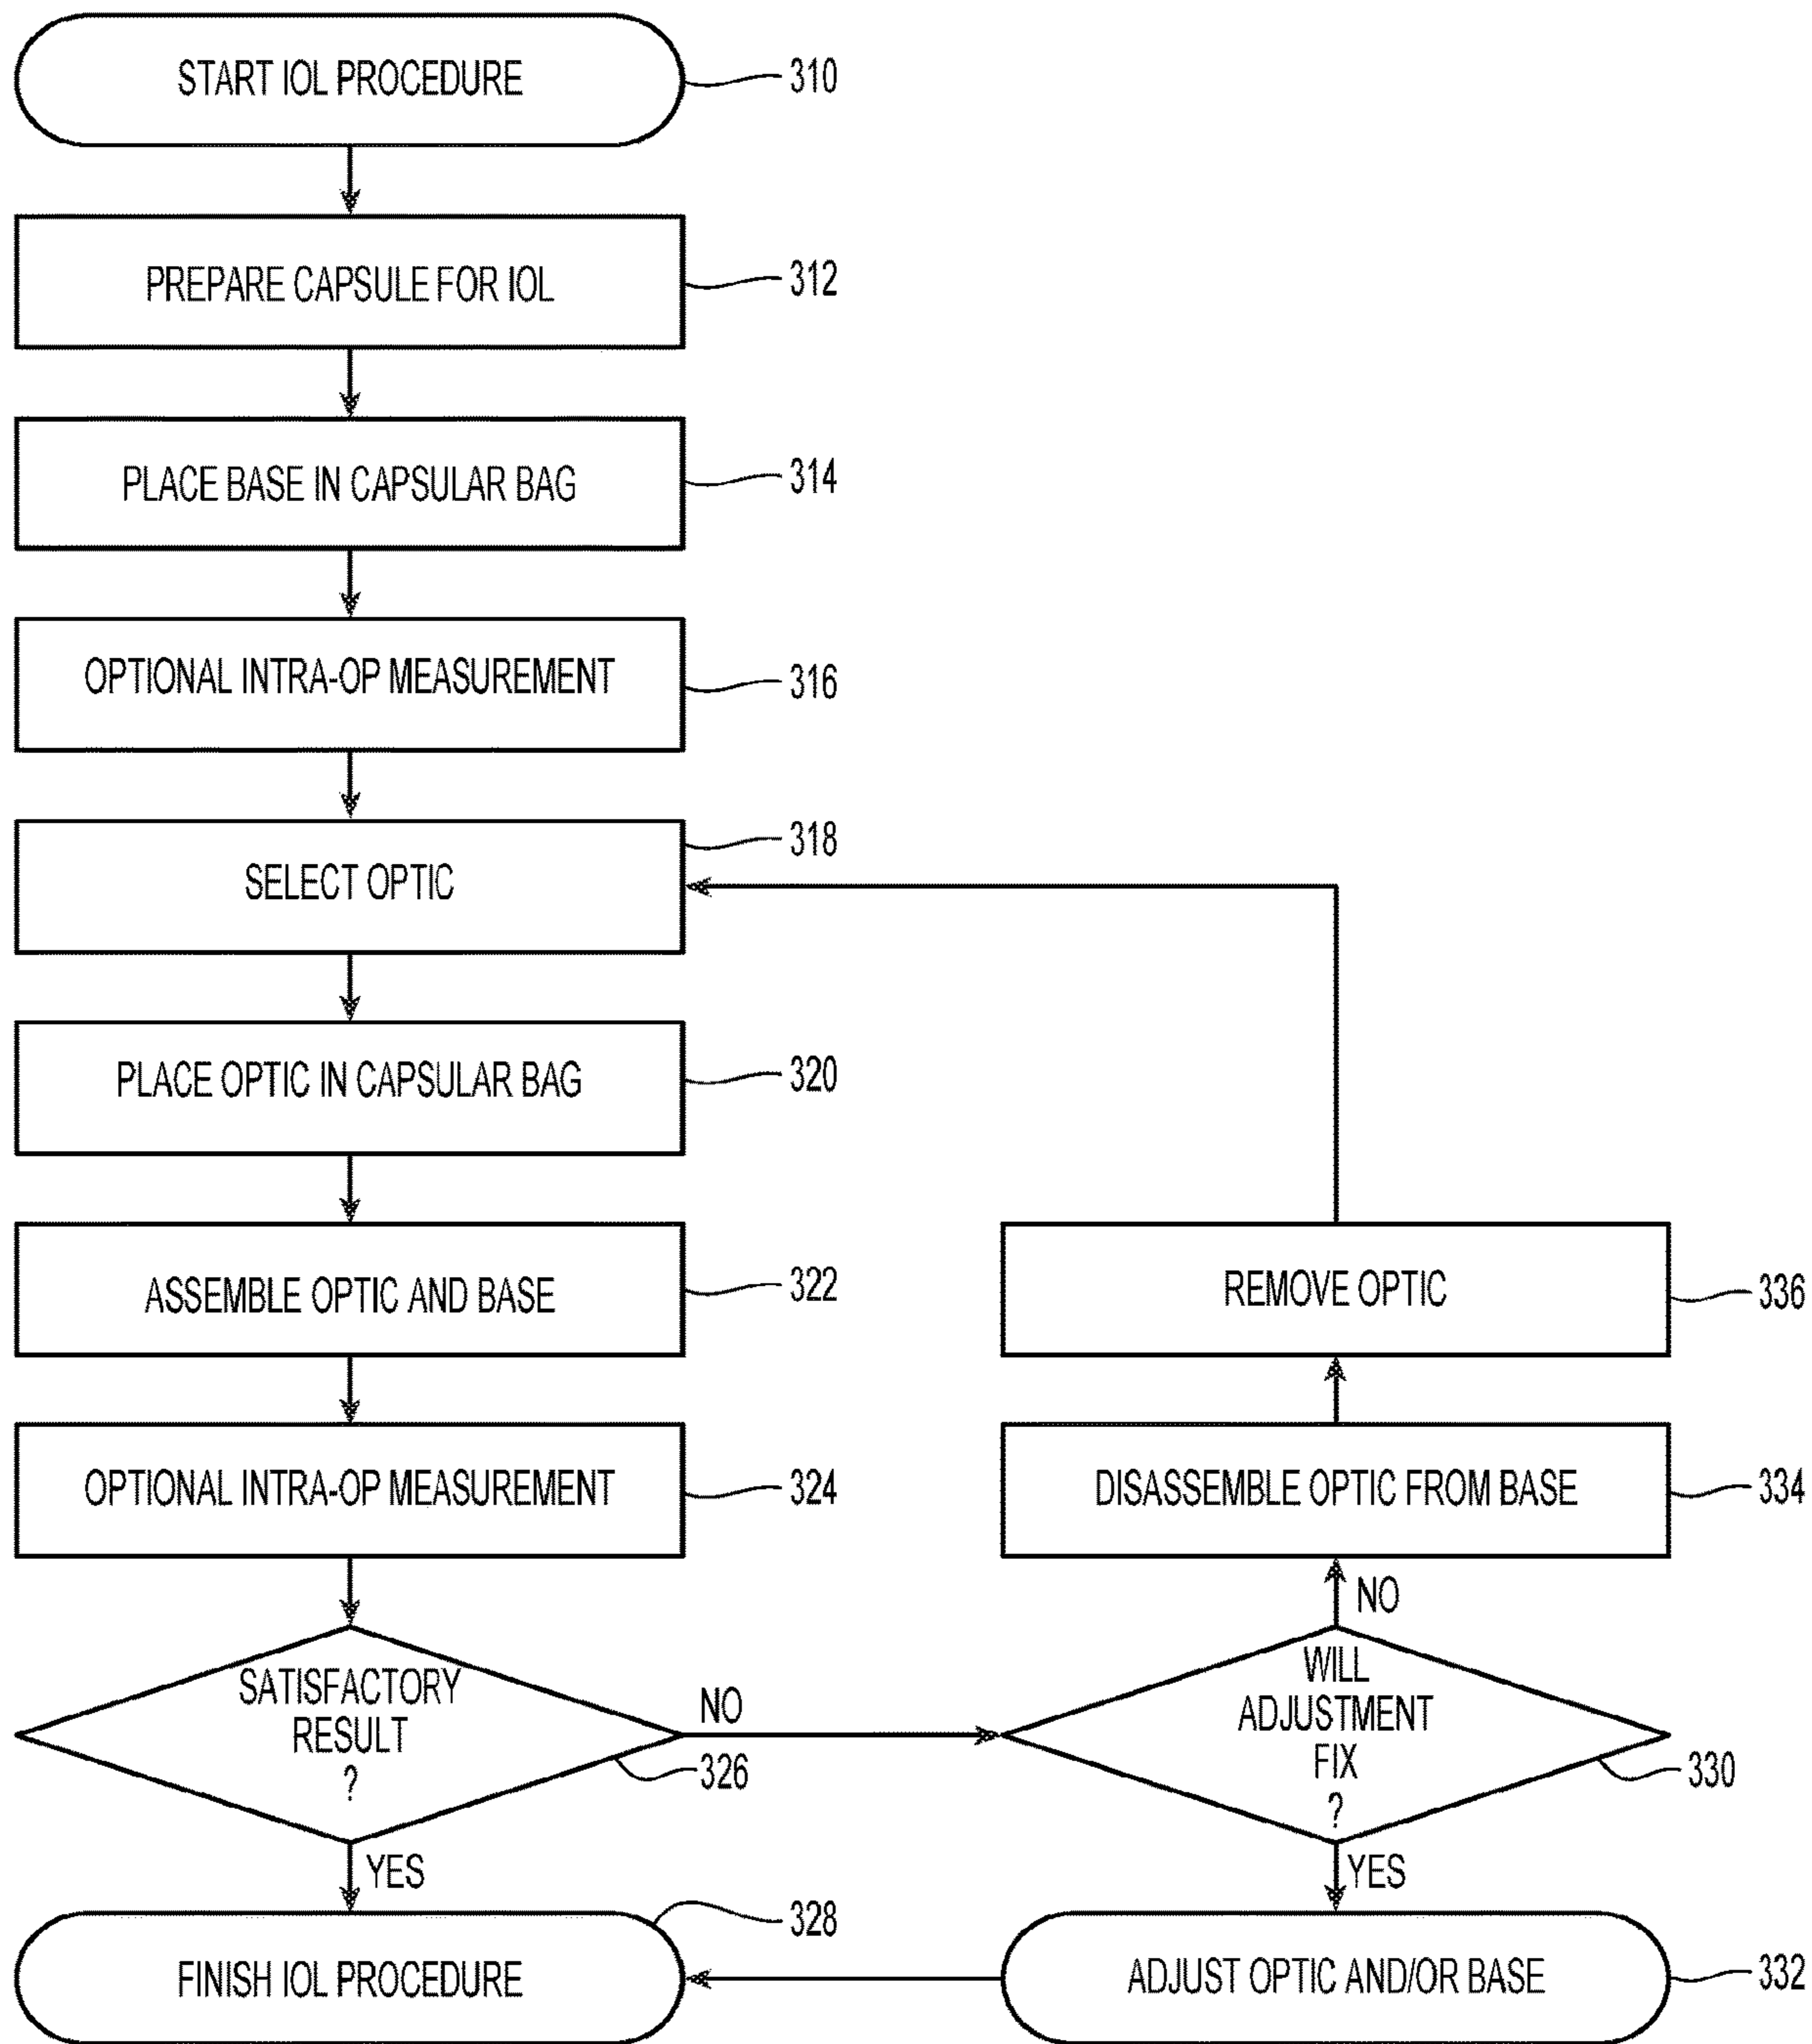 START IOL PROCEDURE
310
PREPARE CAPSULE FOR IOL
312
PLACE BASE IN CAPSULAR BAG
314
OPTIONAL INTRA-OP MEASUREMENT
316
SELECT OPTIC
318
PLACE OPTIC IN CAPSULAR BAG
320
ASSEMBLE OPTIC AND BASE
322
OPTIONAL INTRA-OP MEASUREMENT
324
SATISFACTORY
RESULT
?
326
NO
YES
FINISH IOL PROCEDURE
328
WILL
ADJUSTMENT
FIX
?
330
YES
ADJUST OPTIC AND/OR BASE
332
NO
DISASSEMBLE OPTIC FROM BASE
334
REMOVE OPTIC
336